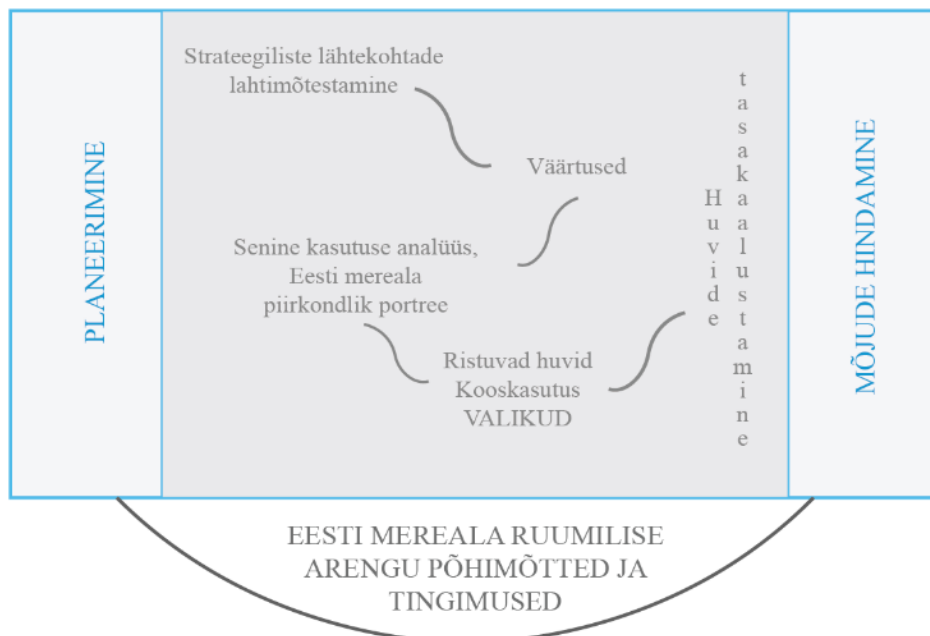 PLANEERIMINE
Strateegiliste lähtekohtade
lahtimõtestamine
Väärtused
Senine kasutuse analüüs,
Eesti mereala
piirkondlik portree
Ristuvad huvid
Kooskasutus
VALIKUD
Huvide
tasakaalustamine
MÕJUDE HINDAMINE
EESTI MEREALA RUUMILISE
ARENGU PÕHIMÕTTED JA
TINGIMUSED